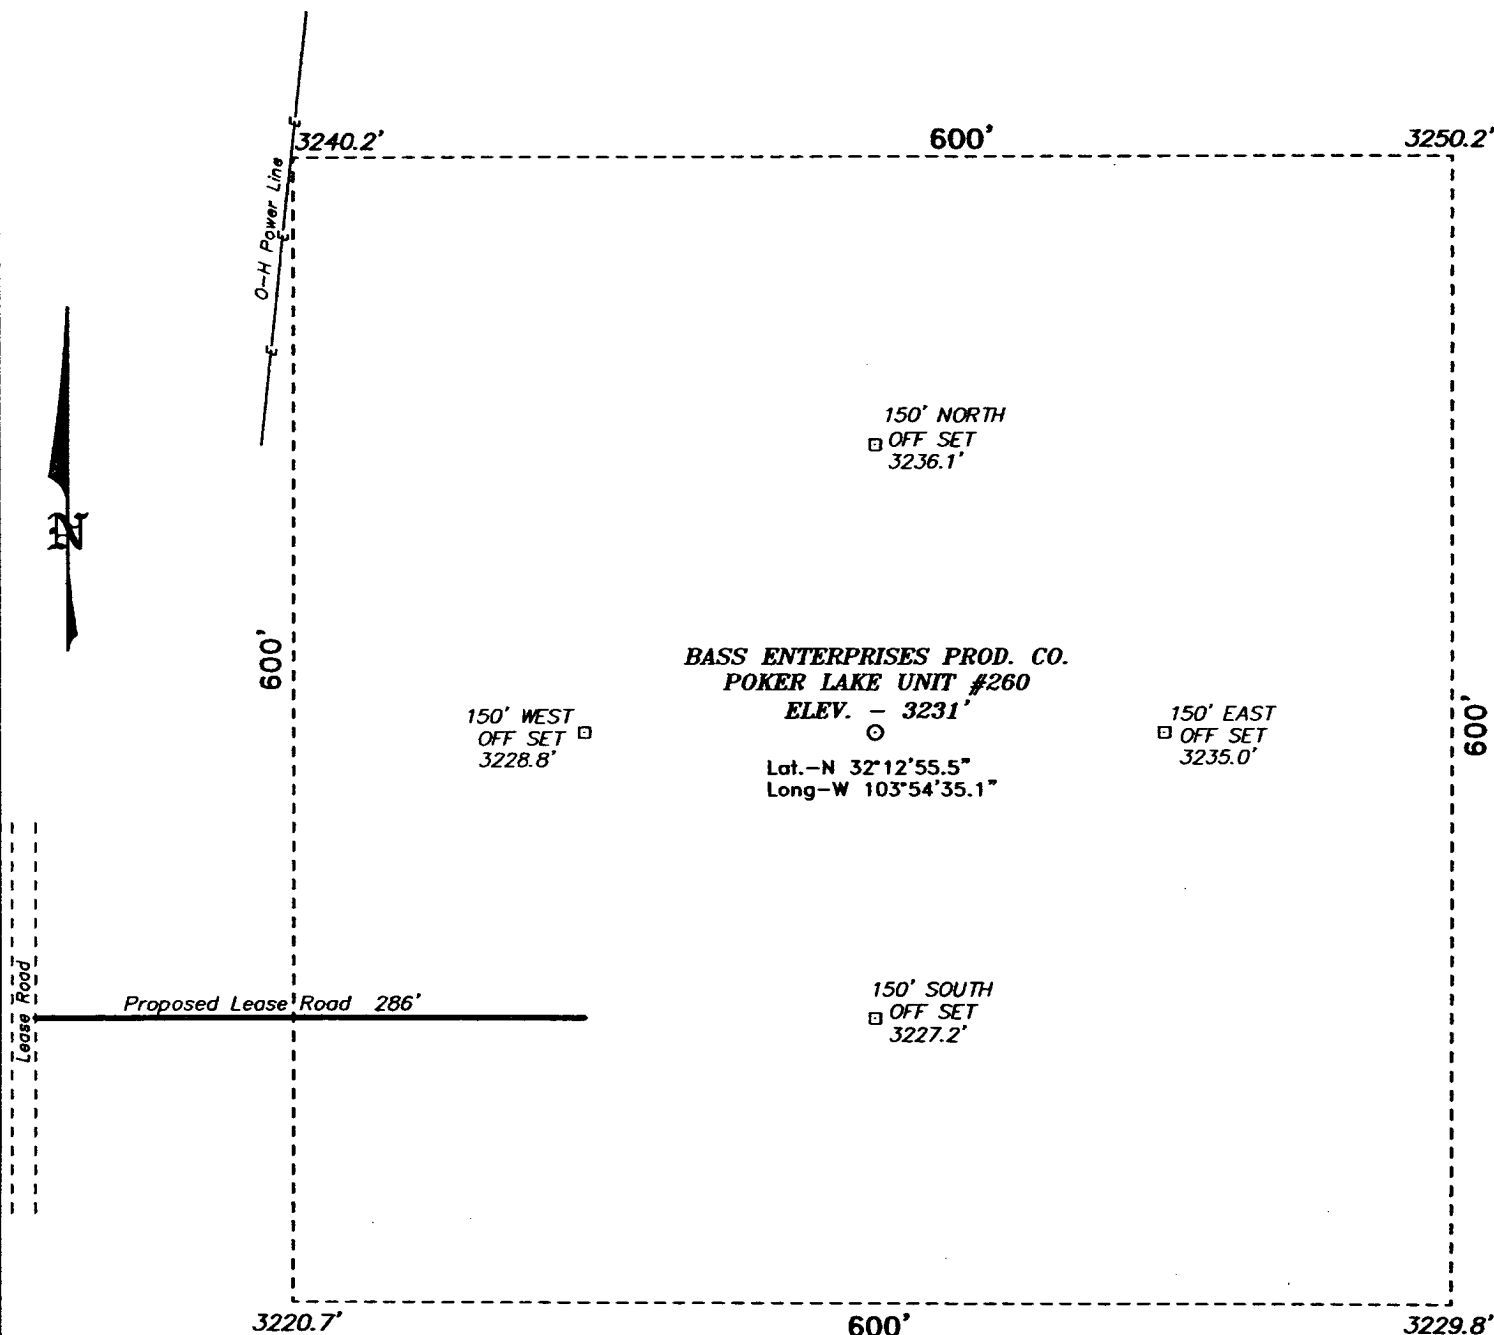 3240.2'
600'
3250.2'
O-H Power Line
150' NORTH
OFF SET
3236.1'
N
600'
BASS ENTERPRISES PROD. CO.
POKER LAKE UNIT #260
ELEV. - 3231'
150' WEST
OFF SET
3228.8'
150' EAST
OFF SET
3235.0'
600'
Lat.-N 32°12'55.5"
Long-W 103°54'35.1"
Lease Road
Proposed Lease Road 286'
150' SOUTH
OFF SET
3227.2'
3220.7'
600'
3229.8'